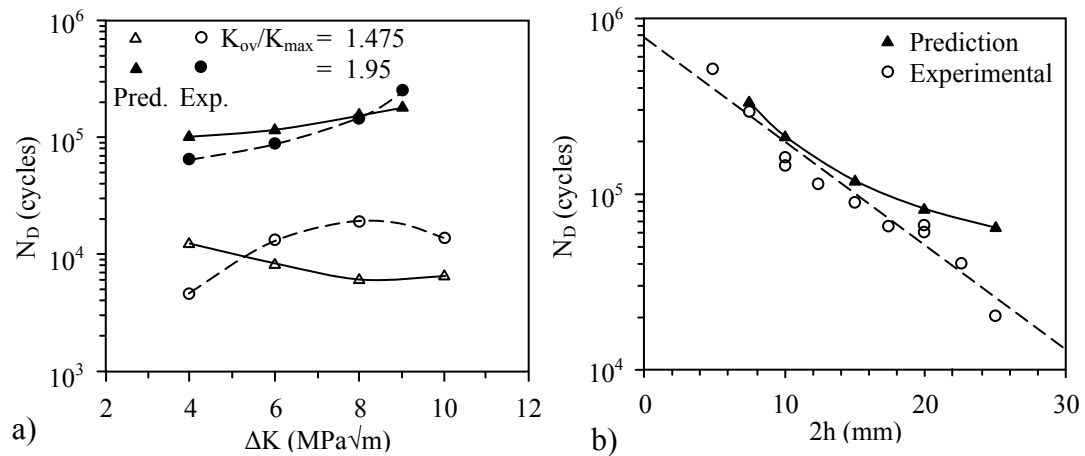 10^6
10^5
10^4
10^3
N_D (cycles)
K_ov/K_max = 1.475
= 1.95
Pred. Exp.
2 4 6 8 10 12
ΔK (MPa√m)
a)
10^6
10^5
10^4
N_D (cycles)
Prediction
Experimental
0 10 20 30
2h (mm)
b)